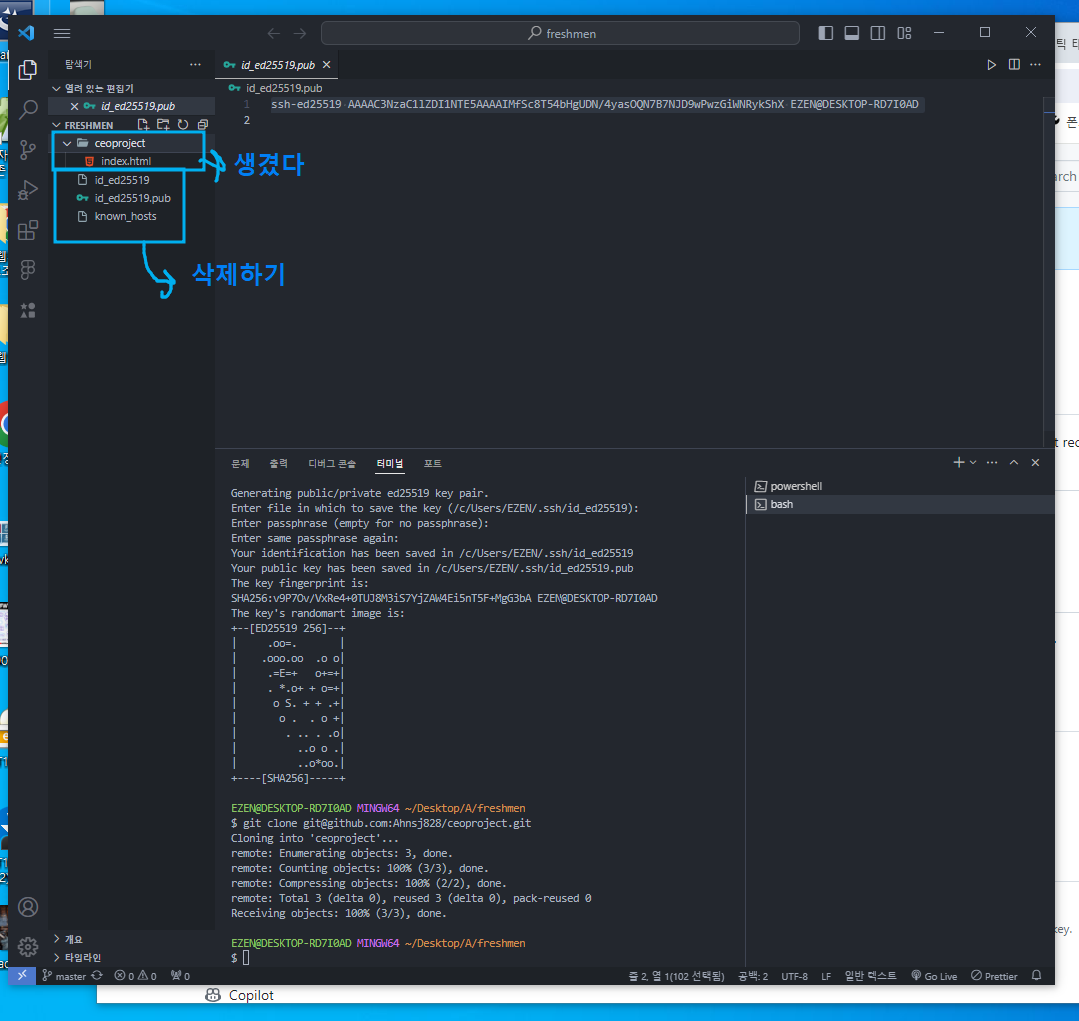 freshmen
탐색기
id_ed25519.pub
열려 있는 편집기
id_ed25519.pub
id_ed25519.pub
FRESHMEN
1 ssh-ed25519 AAAAC3NzaC1lZDI1NTE5AAAAIMfSc8T54bHgUDN/4yasOQN7B7NJD9wPwzGiWNRykShX EZEN@DESKTOP-RD7I0AD
2
ceoproject
index.html
생겼다
id_ed25519
id_ed25519.pub
known_hosts
삭제하기
문제 출력 디버그 콘솔 터미널 포트
powershell
bash
Generating public/private ed25519 key pair.
Enter file in which to save the key (/c/Users/EZEN/.ssh/id_ed25519):
Enter passphrase (empty for no passphrase):
Enter same passphrase again:
Your identification has been saved in /c/Users/EZEN/.ssh/id_ed25519
Your public key has been saved in /c/Users/EZEN/.ssh/id_ed25519.pub
The key fingerprint is:
SHA256:v9P7Ov/VxRe4+0TUJ8M3iS7YjZAW4Ei5nT5F+MgG3bA EZEN@DESKTOP-RD7I0AD
The key's randomart image is:
+--[ED25519 256]--+
|     .oo=.       |
|    .ooo.oo  .o o|
|     .=E=+   o+=+|
|     . *.o+ + o=+|
|      o S. + + .+|
|       o .  . o +|
|        . .. . .o|
|          ..o o .|
|          ..o*oo.|
+----[SHA256]-----+
EZEN@DESKTOP-RD7I0AD MINGW64 ~/Desktop/A/freshmen
$ git clone git@github.com:Ahnsj828/ceoproject.git
Cloning into 'ceoproject'...
remote: Enumerating objects: 3, done.
remote: Counting objects: 100% (3/3), done.
remote: Compressing objects: 100% (2/2), done.
remote: Total 3 (delta 0), reused 3 (delta 0), pack-reused 0
Receiving objects: 100% (3/3), done.
EZEN@DESKTOP-RD7I0AD MINGW64 ~/Desktop/A/freshmen
$
개요
타임라인
master 0 0 0 줄 2, 열 1(102 선택됨) 공백: 2 UTF-8 LF 일반 텍스트 Go Live Prettier
Copilot